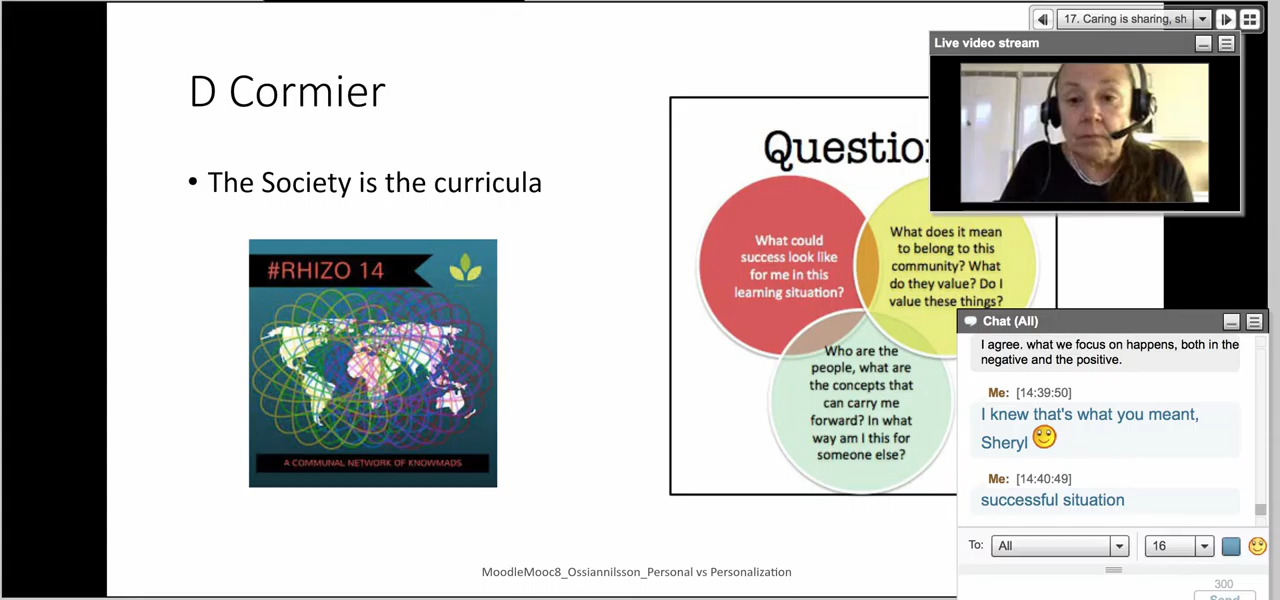 17. Caring is sharing, sh
Live video stream
D Cormier
• The Society is the curricula
#RHIZO 14
A COMMUNAL NETWORK OF KNOWMADS
Questio
What could
success look like
for me in this
learning situation?
What does it mean
to belong to this
community? What
do they value? Do I
value these things?
Who are the
people, what are
the concepts that
can carry me
forward? In what
way am I this for
someone else?
Chat (All)
I agree. what we focus on happens, both in the
negative and the positive.
Me: [14:39:50]
I knew that's what you meant,
Sheryl
Me: [14:40:49]
successful situation
To: All 16
300
Send
MoodleMooc8_Ossiannilsson_Personal vs Personalization